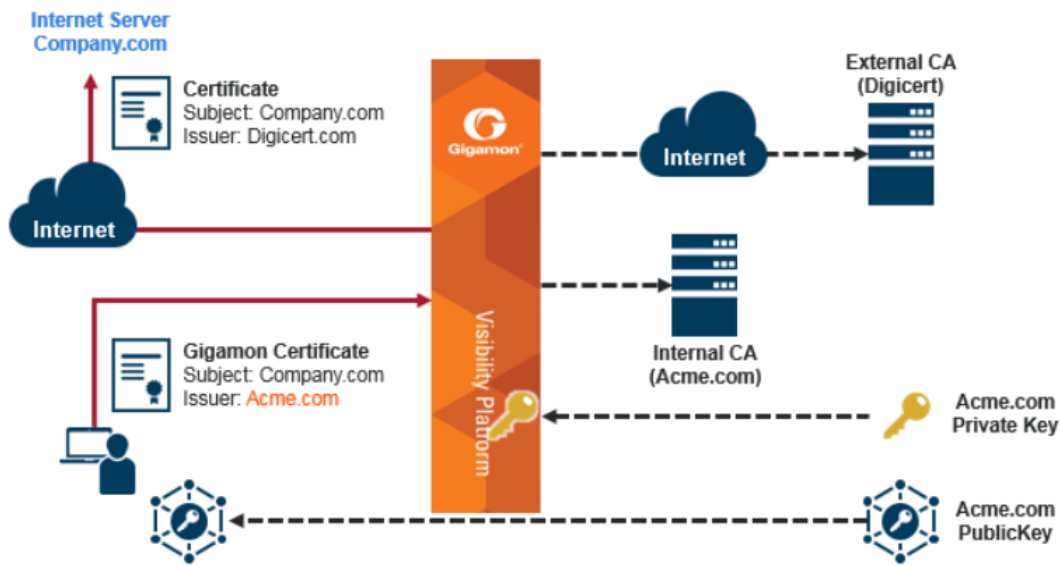 Internet Server
Company.com
Certificate
Subject: Company.com
Issuer: Digicert.com
Internet
Gigamon Certificate
Subject: Company.com
Issuer: Acme.com
Gigamon®
Visibility Platform
Internet
External CA
(Digicert)
Internal CA
(Acme.com)
Acme.com
Private Key
Acme.com
PublicKey